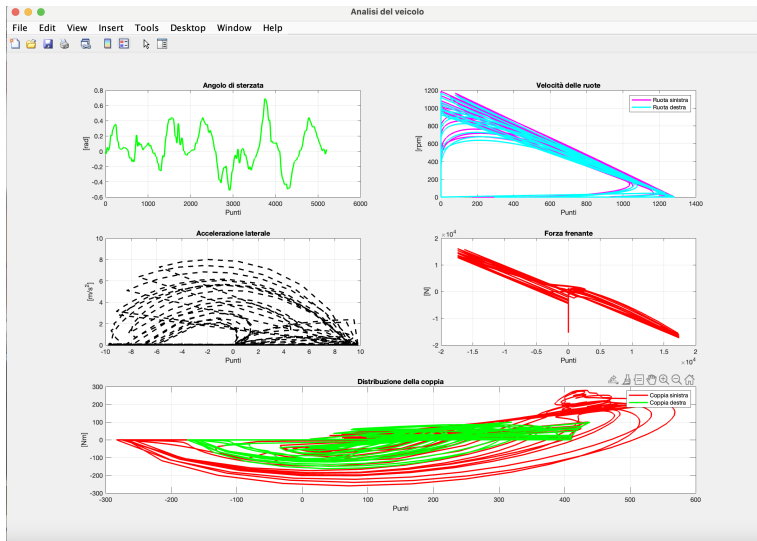 Analisi del veicolo
File Edit View Insert Tools Desktop Window Help
Angolo di sterzata
0.8
0.6
0.4
0.2
0
-0.2
-0.4
-0.6
[rad]
0 1000 2000 3000 4000 5000 6000
Punti
Velocità delle ruote
1200
1000
800
600
400
200
0
[rpm]
Ruota sinistra
Ruota destra
0 200 400 600 800 1000 1200 1400
Punti
Accelerazione laterale
10
8
6
4
2
0
[m/s²]
-10 -8 -6 -4 -2 0 2 4 6 8 10
Punti
Forza frenante
×10⁴
2
1
0
-1
-2
[N]
-2 -1.5 -1 -0.5 0 0.5 1 1.5 2
×10⁴
Punti
Distribuzione della coppia
300
200
100
0
-100
-200
-300
[Nm]
Coppia sinistra
Coppia destra
-300 -200 -100 0 100 200 300 400 500 600
Punti